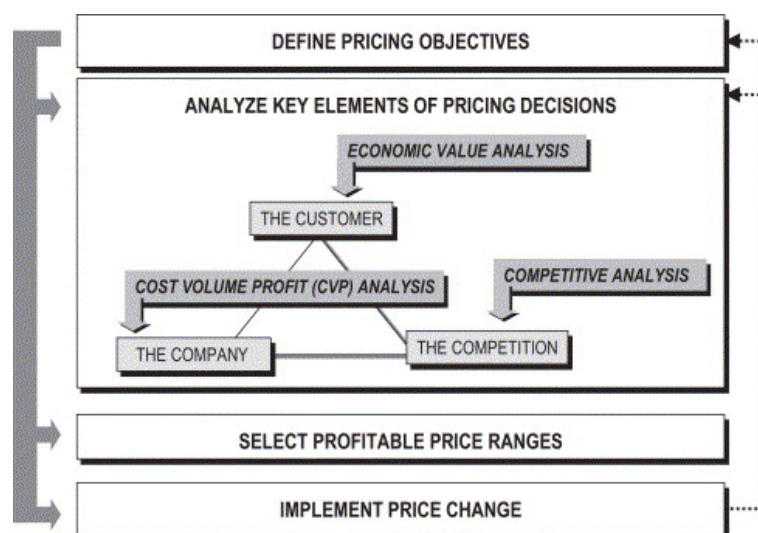 DEFINE PRICING OBJECTIVES
ANALYZE KEY ELEMENTS OF PRICING DECISIONS
ECONOMIC VALUE ANALYSIS
THE CUSTOMER
COST VOLUME PROFIT (CVP) ANALYSIS
COMPETITIVE ANALYSIS
THE COMPANY
THE COMPETITION
SELECT PROFITABLE PRICE RANGES
IMPLEMENT PRICE CHANGE